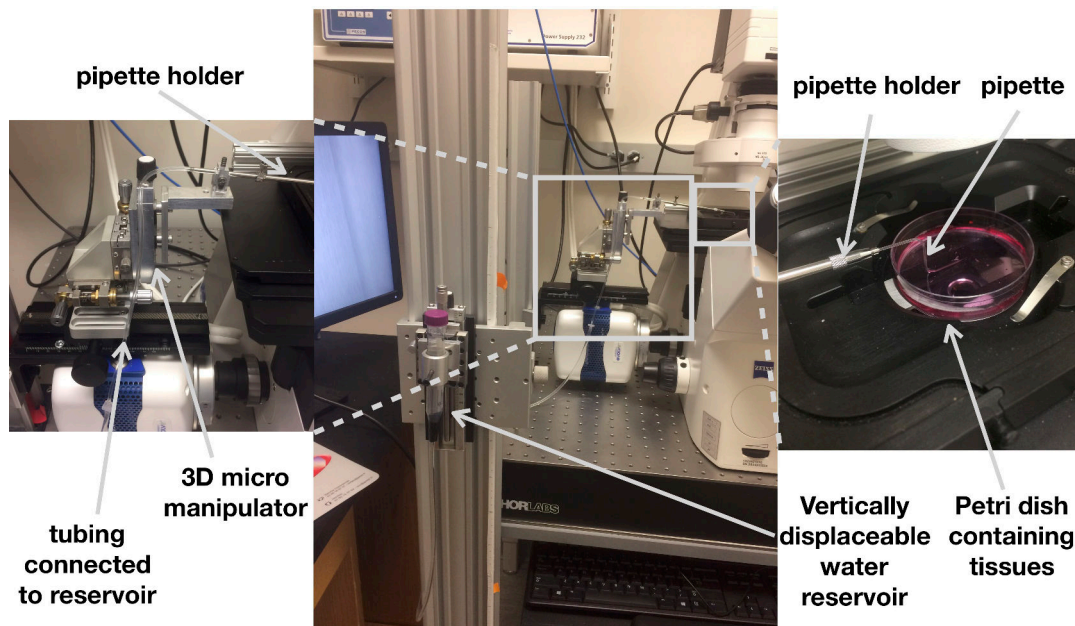 pipette holder
3D micro
manipulator
tubing
connected
to reservoir
Power Supply 232
HORLABS
pipette holder
pipette
Vertically
displaceable
water
reservoir
Petri dish
containing
tissues